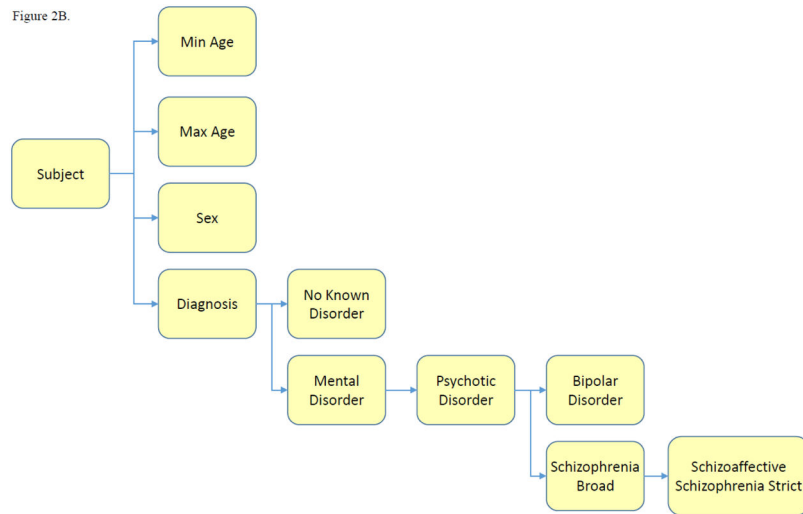 Figure 2B.
Min Age
Max Age
Subject
Sex
Diagnosis
No Known
Disorder
Mental
Disorder
Psychotic
Disorder
Bipolar
Disorder
Schizophrenia
Broad
Schizoaffective
Schizophrenia Strict